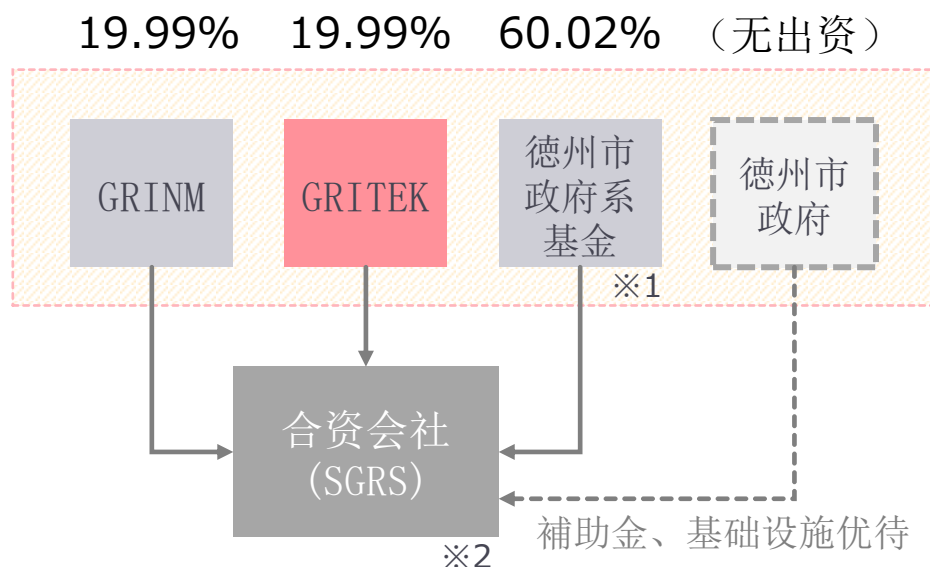 19.99% 19.99% 60.02% （无出资）
GRINM
GRITEK
德州市
政府系
基金
德州市
政府
※1
合资会社
(SGRS)
補助金、基础设施优待
※2